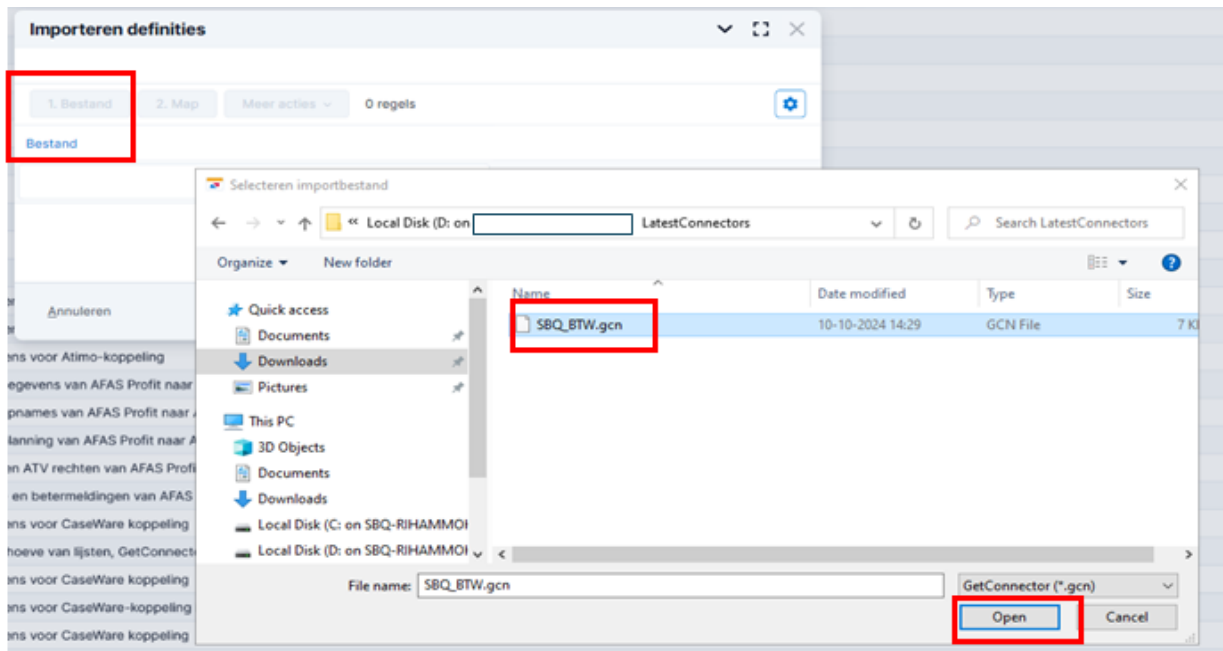 Importeren definities
1. Bestand 2. Map Meer acties 0 regels
Bestand
Selecteren importbestand
« Local Disk (D: on LatestConnectors Search LatestConnectors
Organize New folder
Name Date modified Type Size
Quick access
SBQ_BTW.gcn 10-10-2024 14:29 GCN File 7 KI
Annuleren
Documents
Downloads
Pictures
This PC
3D Objects
Documents
Downloads
Local Disk (C: on SBQ-RIHAMMOH
Local Disk (D: on SBQ-RIHAMMOH
ens voor Atimo-koppeling
egevens van AFAS Profit naar
pnames van AFAS Profit naar
lanning van AFAS Profit naar A
en ATV rechten van AFAS Profi
en betermeldingen van AFAS
ens voor CaseWare koppeling
hoeve van lijsten, GetConnect
ens voor CaseWare koppeling
ens voor CaseWare-koppeling
ens voor CaseWare koppeling
File name: SBQ_BTW.gcn GetConnector (*.gcn)
Open Cancel